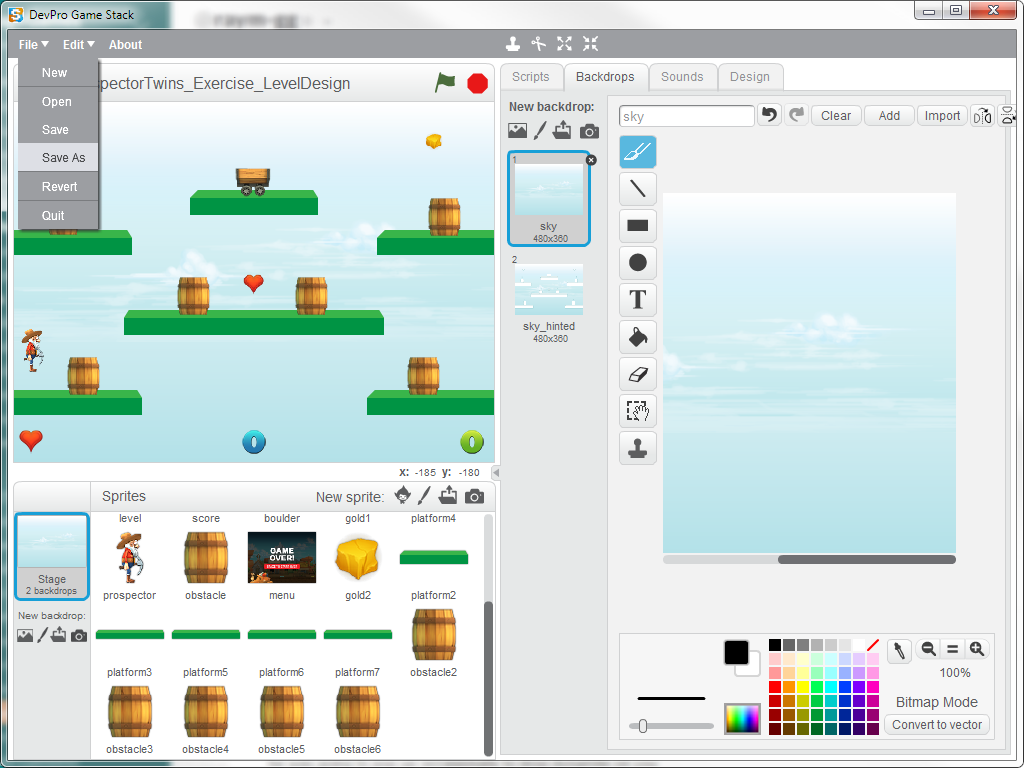 DevPro Game Stack
File Edit About
New
Open
Save
Save As
Revert
Quit
pectorTwins_Exercise_LevelDesign
0
0
x: -185 y: -180
Sprites
New sprite:
Stage
2 backdrops
New backdrop:
level score boulder gold1 platform4
GAME
OVER!
prospector obstacle menu gold2 platform2
platform3 platform5 platform6 platform7 obstacle2
obstacle3 obstacle4 obstacle5 obstacle6
Scripts Backdrops Sounds Design
New backdrop:
1
sky
480x360
2
sky_hinted
480x360
sky
Clear Add Import
T
100%
Bitmap Mode
Convert to vector